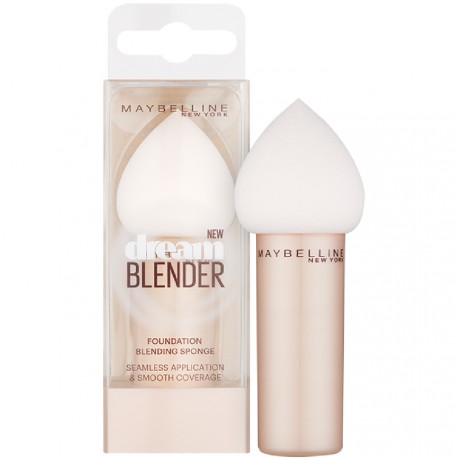 MAYBELLINE
NEW YORK
NEW
dream
BLENDER
FOUNDATION
BLENDING SPONGE
SEAMLESS APPLICATION
& SMOOTH COVERAGE
MAYBELLINE
NEW YORK